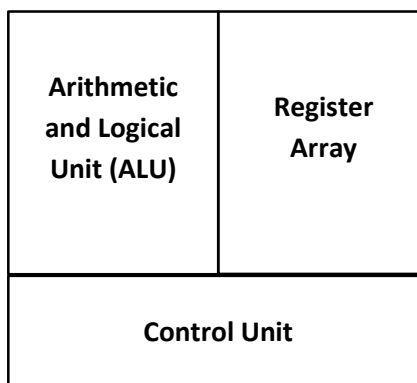 Arithmetic
and Logical
Unit (ALU)
Register
Array
Control Unit